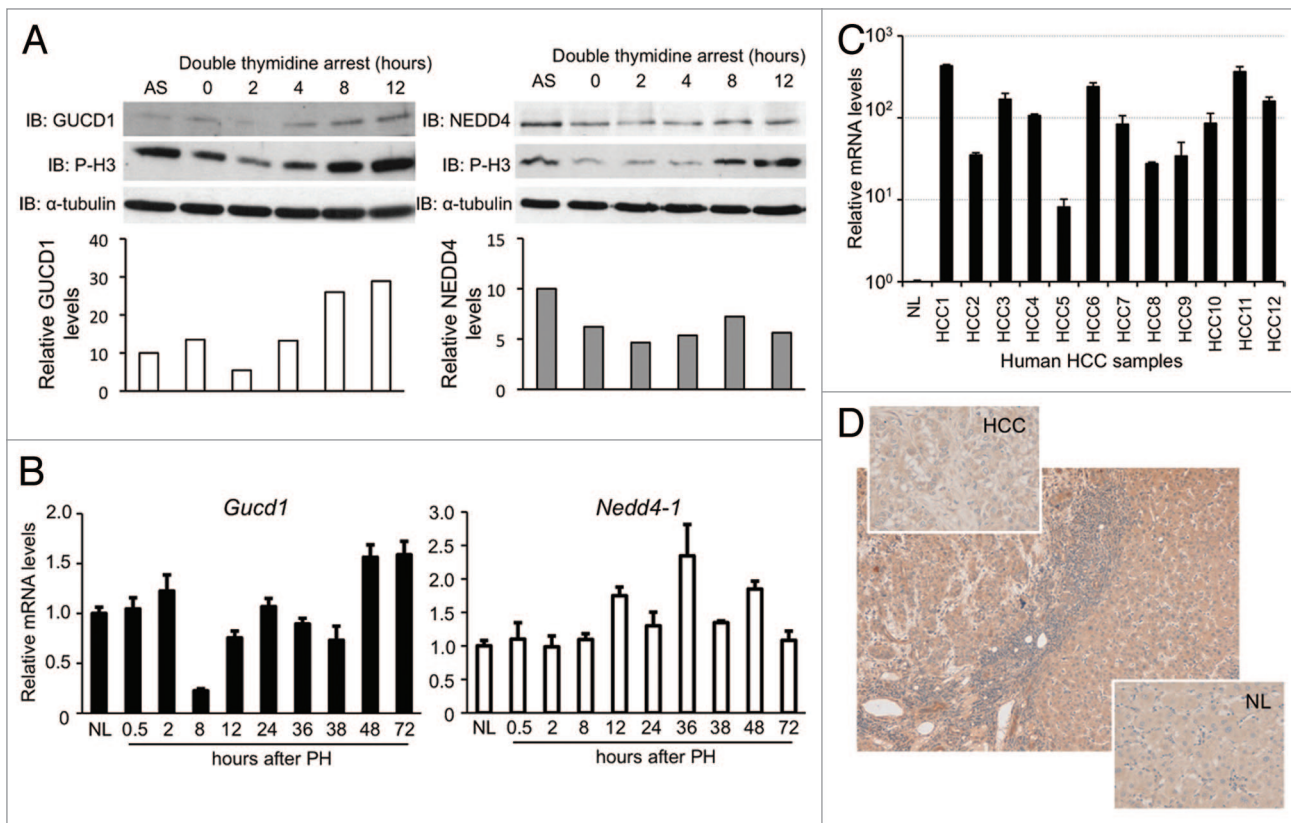 A
Double thymidine arrest (hours)
AS 0 2 4 8 12
IB: GUCD1
IB: P-H3
IB: α-tubulin
40
30
20
10
0
Relative GUCD1
levels
Double thymidine arrest (hours)
AS 0 2 4 8 12
IB: NEDD4
IB: P-H3
IB: α-tubulin
15
10
5
0
Relative NEDD4
levels
B
Gucd1
2.0
1.5
1.0
0.5
0
Relative mRNA levels
NL 0.5 2 8 12 24 36 38 48 72
hours after PH
Nedd4-1
3.0
2.5
2.0
1.5
1.0
0.5
0
NL 0.5 2 8 12 24 36 38 48 72
hours after PH
C
10³
10²
10¹
10⁰
Relative mRNA levels
NL HCC1 HCC2 HCC3 HCC4 HCC5 HCC6 HCC7 HCC8 HCC9 HCC10 HCC11 HCC12
Human HCC samples
D
HCC
NL